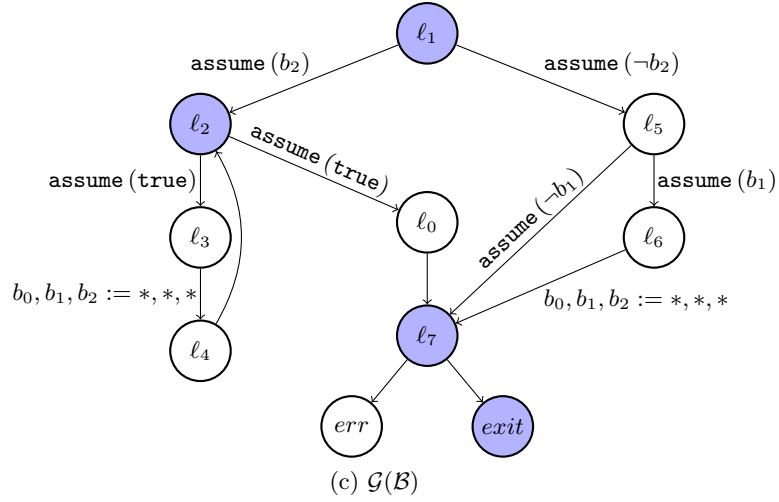 ℓ₁
assume (b₂)
assume (¬b₂)
ℓ₂
ℓ₅
assume (true)
assume (true)
assume (¬b₁)
assume (b₁)
ℓ₃
ℓ₀
ℓ₆
b₀, b₁, b₂ := ∗, ∗, ∗
b₀, b₁, b₂ := ∗, ∗, ∗
ℓ₄
ℓ₇
err
exit
(c) 𝒢(ℬ)